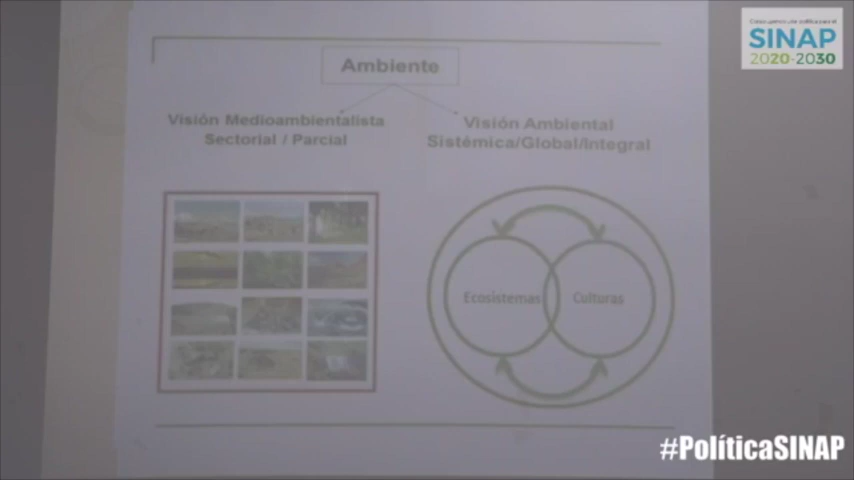 SINAP
2020-2030
Ambiente
Visión Medioambientalista
Sectorial / Parcial
Visión Ambiental
Sistémica/Global/Integral
Ecosistemas
Culturas
#PolíticaSINAP